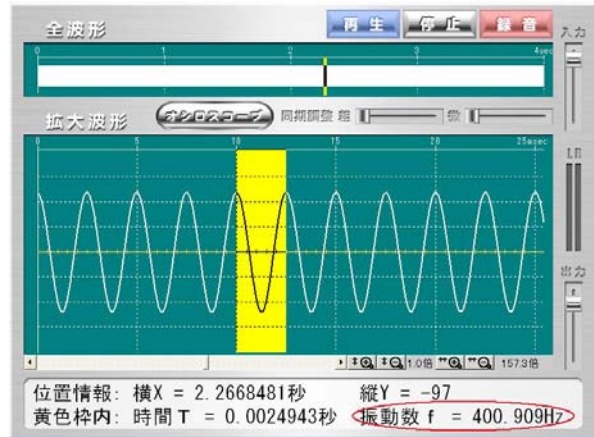 全波形 再生 停止 録音 入力
0 1 2 3 4sec
拡大波形 オシロスコープ 同期調整 粗 微
0 5 10 15 20 25msec
LR
出力
1.0倍 157.3倍
位置情報: 横X = 2.2668481秒 縦Y = -97
黄色枠内: 時間T = 0.0024943秒 振動数f = 400.909Hz